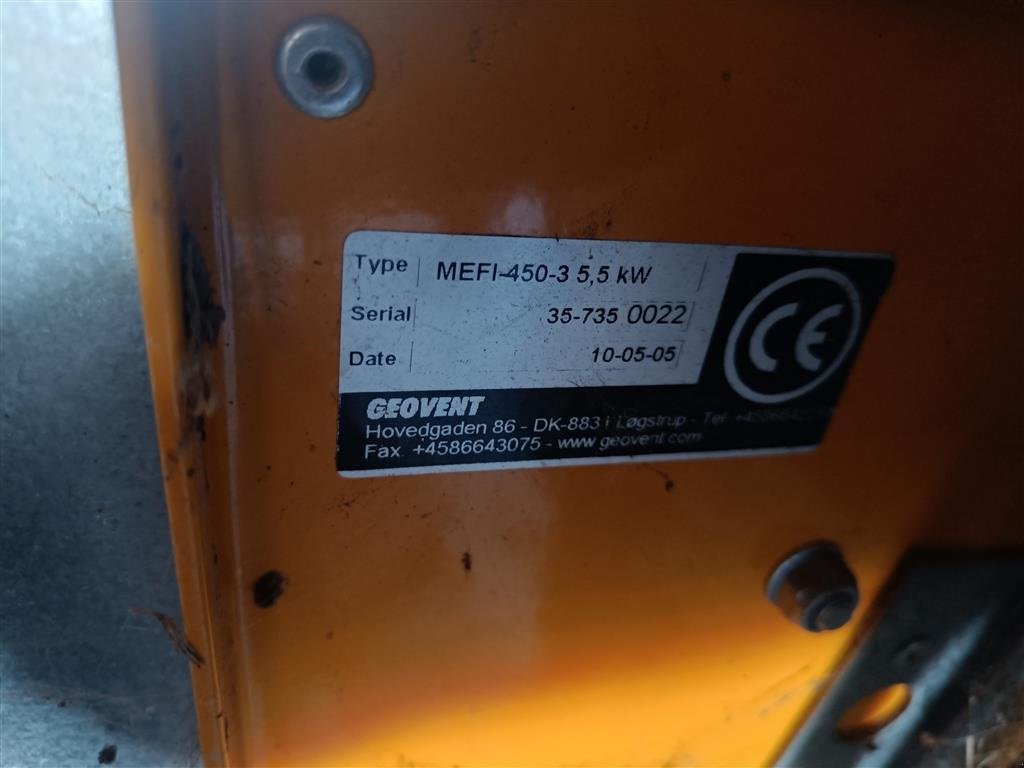 Type MEFI-450-3 5,5 kW
Serial 35-735 0022
Date 10-05-05
CE
GEOVENT
Hovedgaden 86 - DK-8831 Løgstrup - Tel
Fax +4586643075 - www.geovent.com